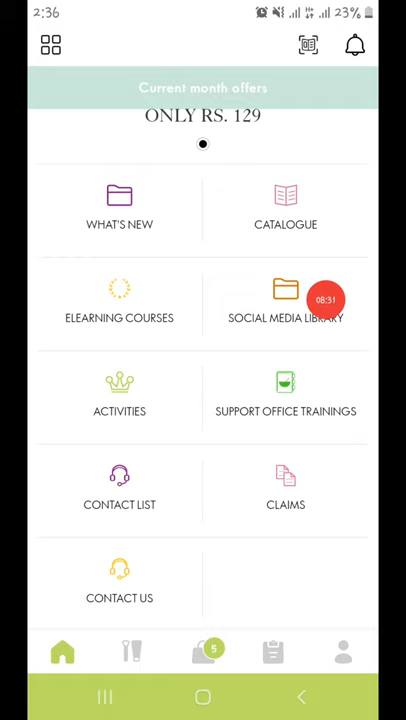 2:36
23%
Current month offers
ONLY RS. 129
WHAT'S NEW
CATALOGUE
ELEARNING COURSES
SOCIAL MEDIA LIBRARY
08:31
ACTIVITIES
SUPPORT OFFICE TRAININGS
CONTACT LIST
CLAIMS
CONTACT US
5